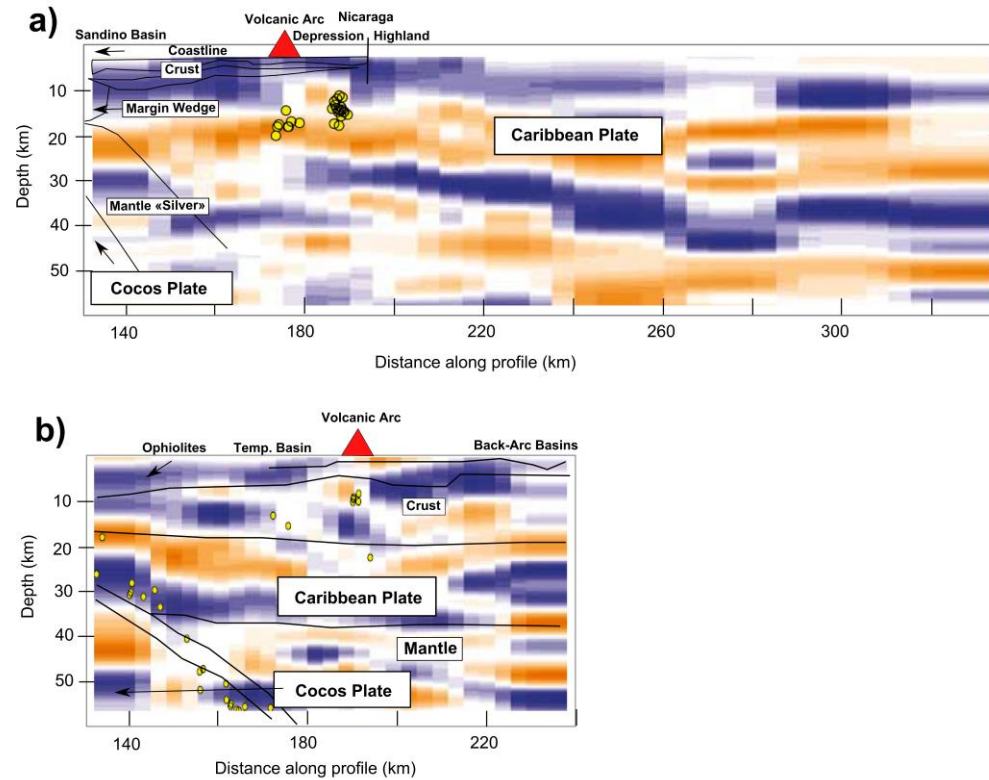 a)
Sandino Basin
Volcanic Arc
Nicaragua
Depression
Highland
Coastline
Crust
Margin Wedge
Caribbean Plate
Mantle «Silver»
Cocos Plate
10
20
30
40
50
Depth (km)
140
180
220
260
300
Distance along profile (km)
b)
Volcanic Arc
Ophiolites
Temp. Basin
Back-Arc Basins
Crust
Caribbean Plate
Mantle
Cocos Plate
10
20
30
40
50
Depth (km)
140
180
220
Distance along profile (km)